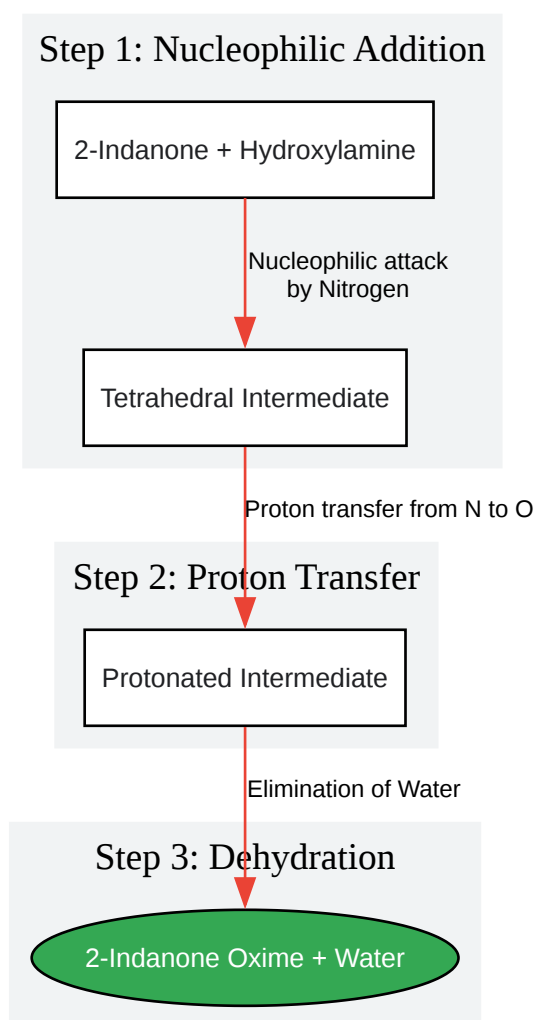 Step 1: Nucleophilic Addition
2-Indanone + Hydroxylamine
Nucleophilic attack
by Nitrogen
Tetrahedral Intermediate
Proton transfer from N to O
Step 2: Proton Transfer
Protonated Intermediate
Elimination of Water
Step 3: Dehydration
2-Indanone Oxime + Water